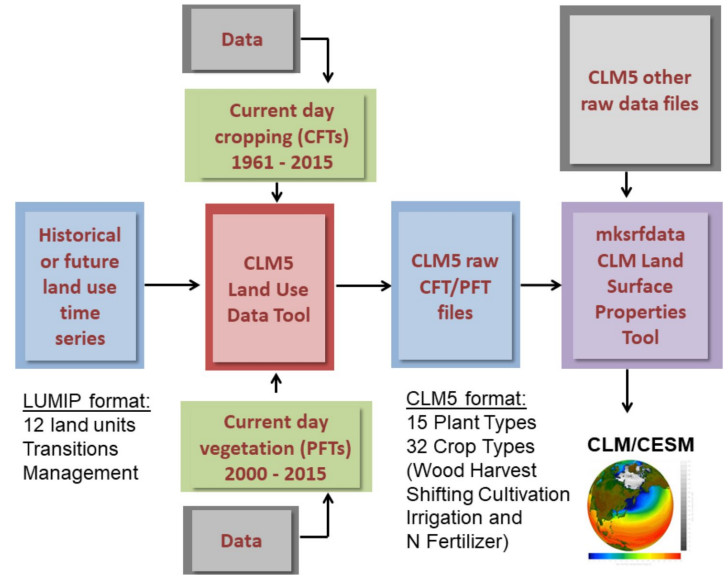 Data
Current day
cropping (CFTs)
1961 - 2015
CLM5 other
raw data files
Historical
or future
land use
time
series
CLM5
Land Use
Data Tool
CLM5 raw
CFT/PFT
files
mksrfdata
CLM Land
Surface
Properties
Tool
LUMIP format:
12 land units
Transitions
Management
Current day
vegetation (PFTs)
2000 - 2015
Data
CLM5 format:
15 Plant Types
32 Crop Types
(Wood Harvest
Shifting Cultivation
Irrigation and
N Fertilizer)
CLM/CESM